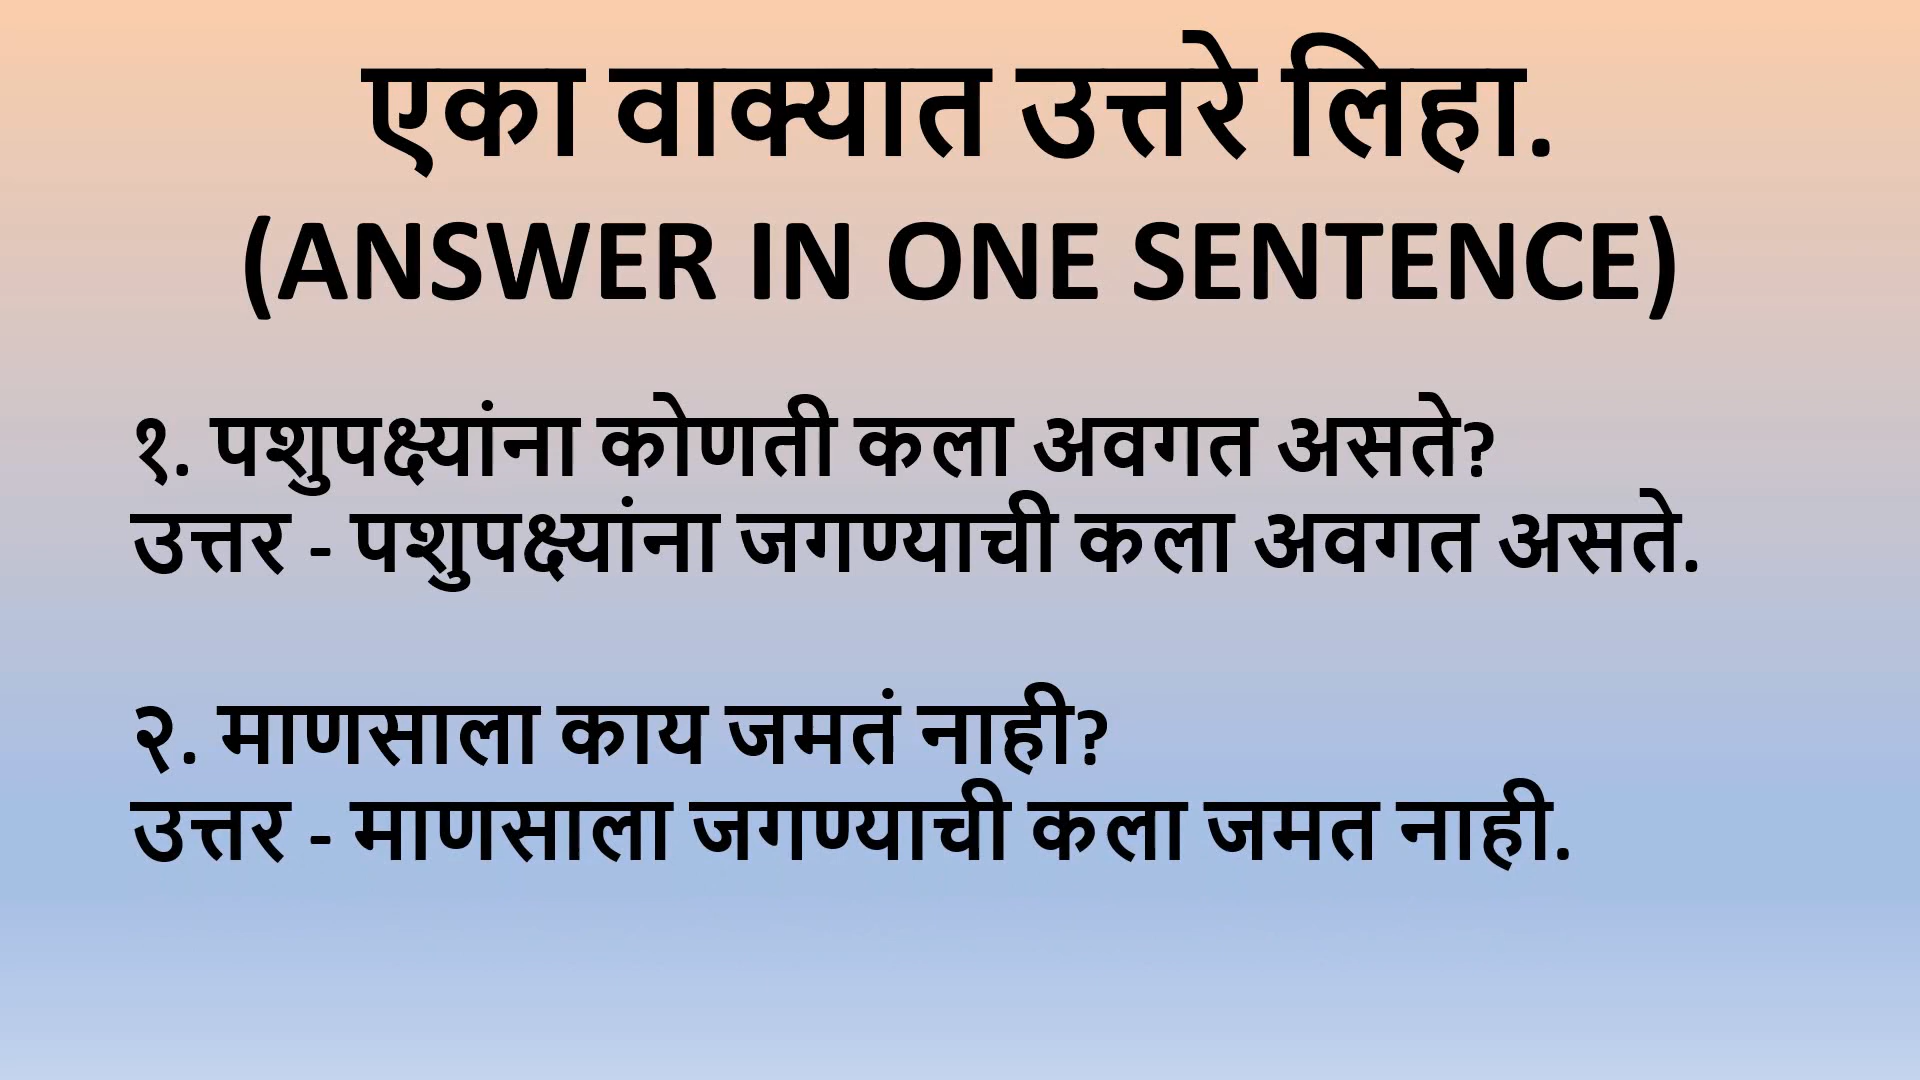 एका वाक्यात उत्तरे लिहा.
(ANSWER IN ONE SENTENCE)
१. पशुपक्ष्यांना कोणती कला अवगत असते?
उत्तर - पशुपक्ष्यांना जगण्याची कला अवगत असते.
२. माणसाला काय जमतं नाही?
उत्तर - माणसाला जगण्याची कला जमत नाही.